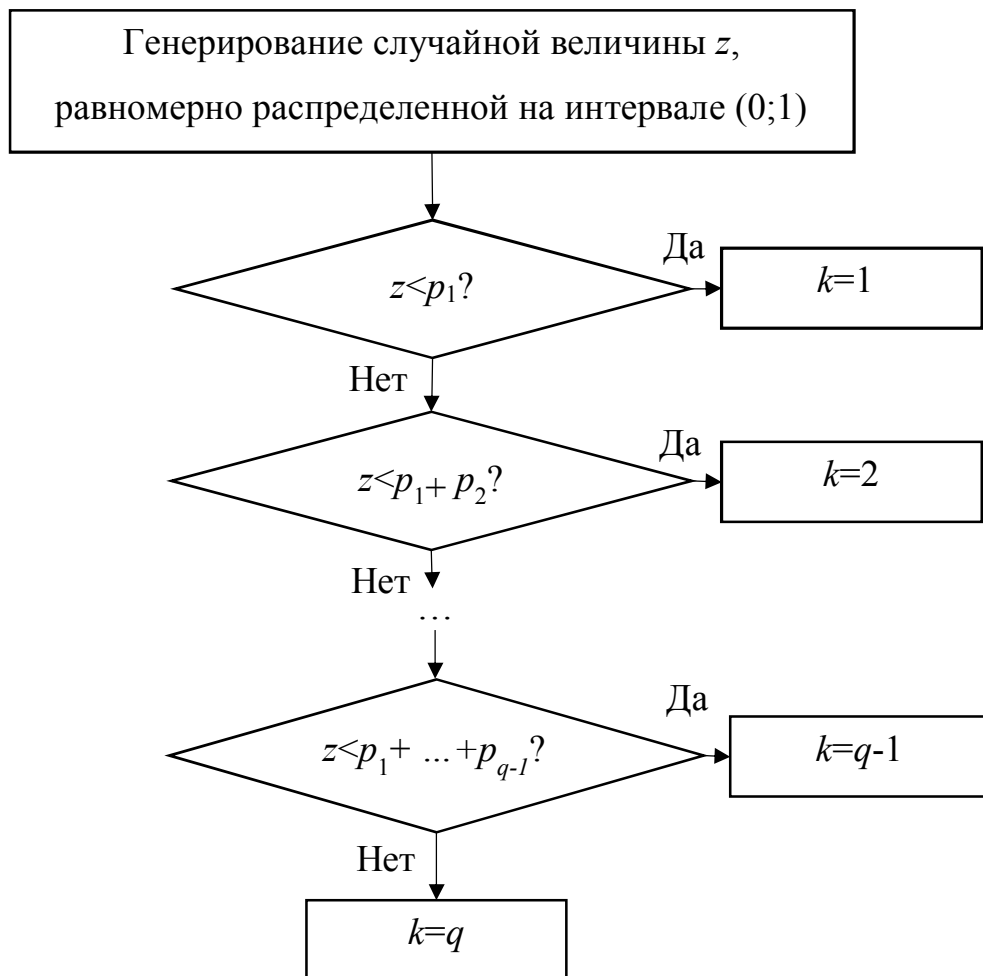 Генерирование случайной величины z,
равномерно распределенной на интервале (0;1)
Да
z<p₁?
k=1
Нет
Да
z<p₁+ p₂?
k=2
Нет
...
Да
z<p₁+ ...+p_{q-1}?
k=q-1
Нет
k=q